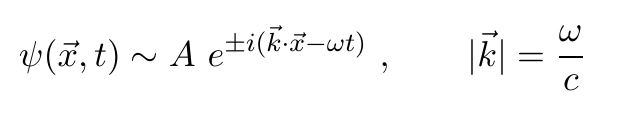 ψ(x⃗, t) ∼ A e^{±i(k⃗·x⃗−ωt)} ,    |k⃗| = ω/c